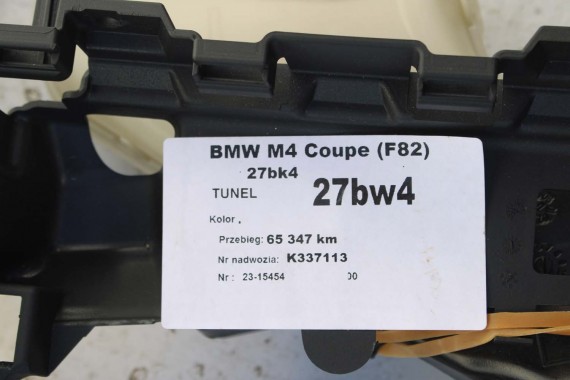 BMW M4 Coupe (F82)
27bk4
TUNEL 27bw4
Kolor .
Przebieg: 65 347 km
Nr nadwozia: K337113
Nr : 23-15454 00